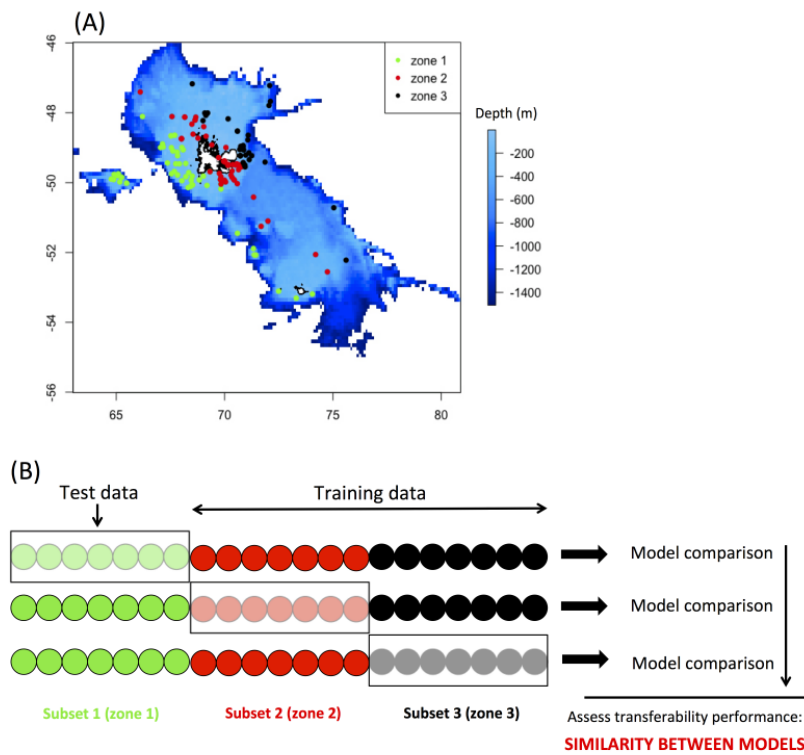 (A)
-46
-48
-50
-52
-54
-56
65
70
75
80
zone 1
zone 2
zone 3
Depth (m)
-200
-400
-600
-800
-1000
-1200
-1400
(B)
Test data
Training data
Model comparison
Model comparison
Model comparison
Subset 1 (zone 1)
Subset 2 (zone 2)
Subset 3 (zone 3)
Assess transferability performance:
SIMILARITY BETWEEN MODELS